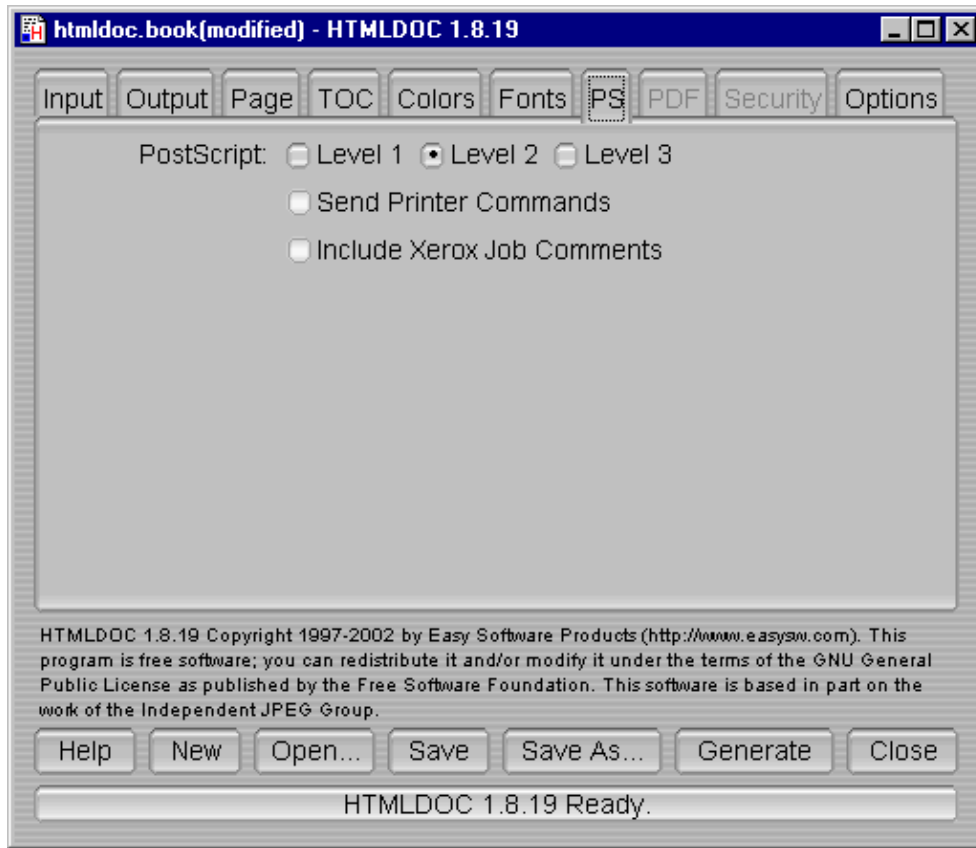 htmldoc.book(modified) - HTMLDOC 1.8.19
Input Output Page TOC Colors Fonts PS PDF Security Options
PostScript: Level 1 Level 2 Level 3
Send Printer Commands
Include Xerox Job Comments
HTMLDOC 1.8.19 Copyright 1997-2002 by Easy Software Products (http://www.easysw.com). This
program is free software; you can redistribute it and/or modify it under the terms of the GNU General
Public License as published by the Free Software Foundation. This software is based in part on the
work of the Independent JPEG Group.
Help New Open... Save Save As... Generate Close
HTMLDOC 1.8.19 Ready.